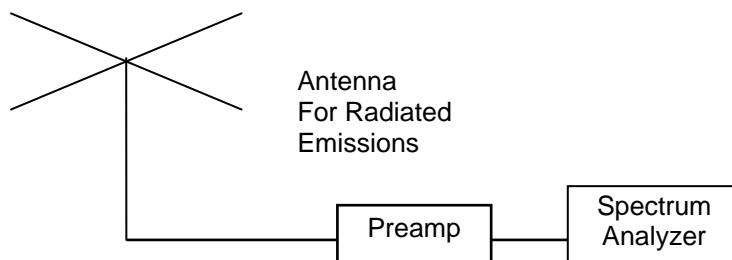 Antenna
For Radiated
Emissions
Preamp
Spectrum
Analyzer